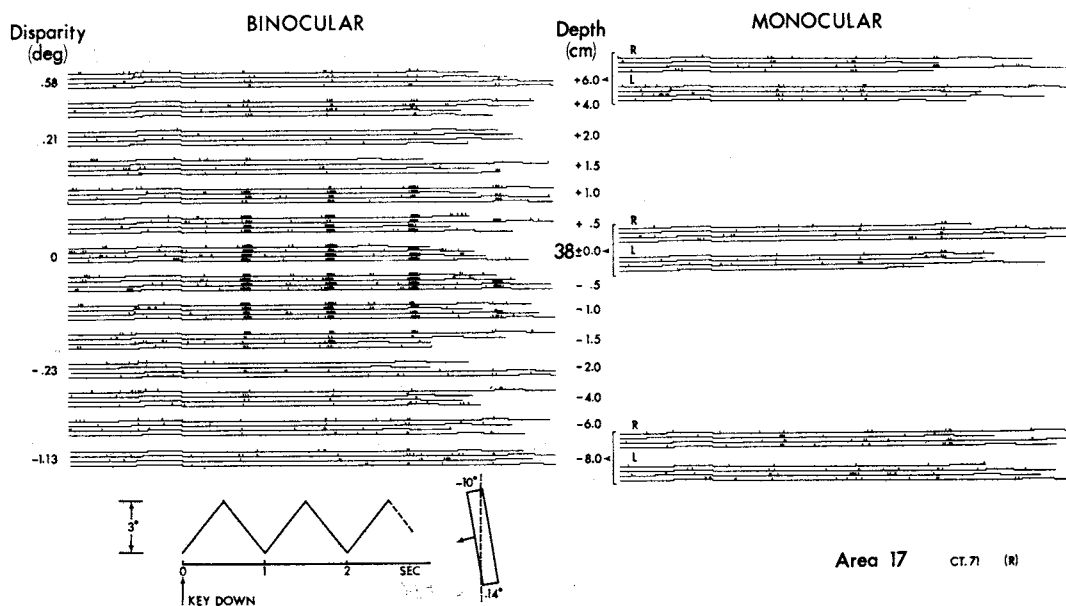 BINOCULAR
MONOCULAR
Disparity
(deg)
.58
.21
0
-.23
-1.13
Depth
(cm)
+6.0
+4.0
+2.0
+1.5
+1.0
+ .5
38±0.0
- .5
-1.0
-1.5
-2.0
-4.0
-6.0
-8.0
R
L
R
L
R
L
3°
0
1
2
SEC
KEY DOWN
-10°
.14°
Area 17 CT.71 (R)